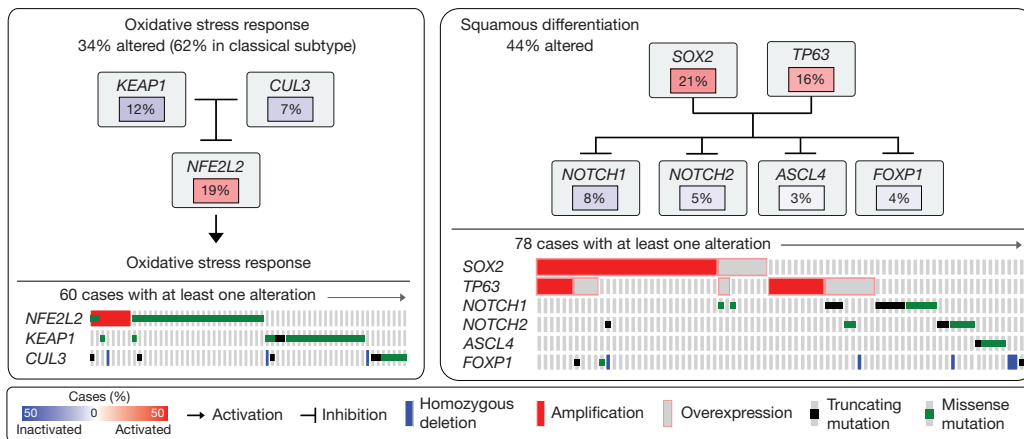 Oxidative stress response
34% altered (62% in classical subtype)
KEAP1
12%
CUL3
7%
NFE2L2
19%
Oxidative stress response
60 cases with at least one alteration
NFE2L2
KEAP1
CUL3
Squamous differentiation
44% altered
SOX2
21%
TP63
16%
NOTCH1
8%
NOTCH2
5%
ASCL4
3%
FOXP1
4%
78 cases with at least one alteration
SOX2
TP63
NOTCH1
NOTCH2
ASCL4
FOXP1
Cases (%)
50 0 50
Inactivated Activated
Activation
Inhibition
Homozygous
deletion
Amplification
Overexpression
Truncating
mutation
Missense
mutation